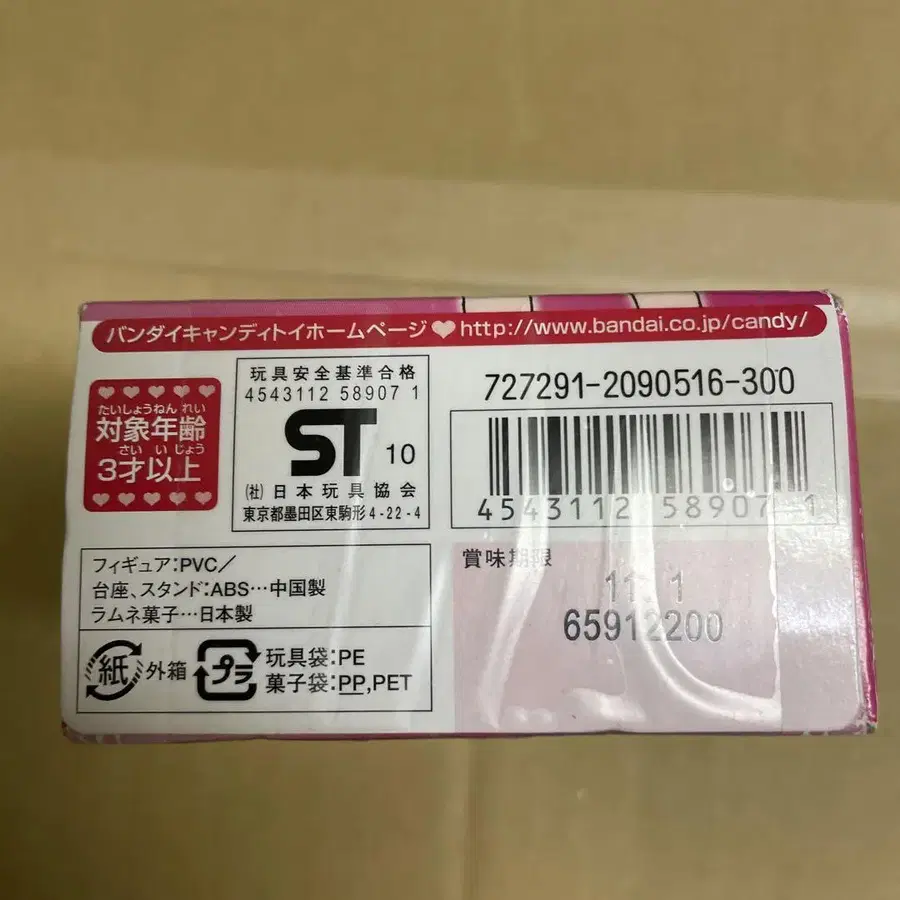 バンダイキャンディトイホームページ♥http://www.bandai.co.jp/candy/
たいしょうねんれい
対象年齢
さいいじょう
3才以上
玩具安全基準合格
4543112 58907 1
ST 10
(社)日本玩具協会
東京都墨田区東駒形4-22-4
727291-2090516-300
4543112 589071
フィギュア:PVC/
台座、スタンド:ABS…中国製
ラムネ菓子…日本製
紙 外箱
プラ 玩具袋:PE
菓子袋:PP,PET
賞味期限
11. 1
65912200